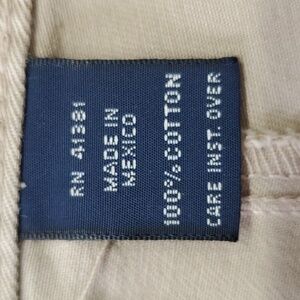 RN 41381
MADE IN
MEXICO
100% COTTON
CARE INST. OVER